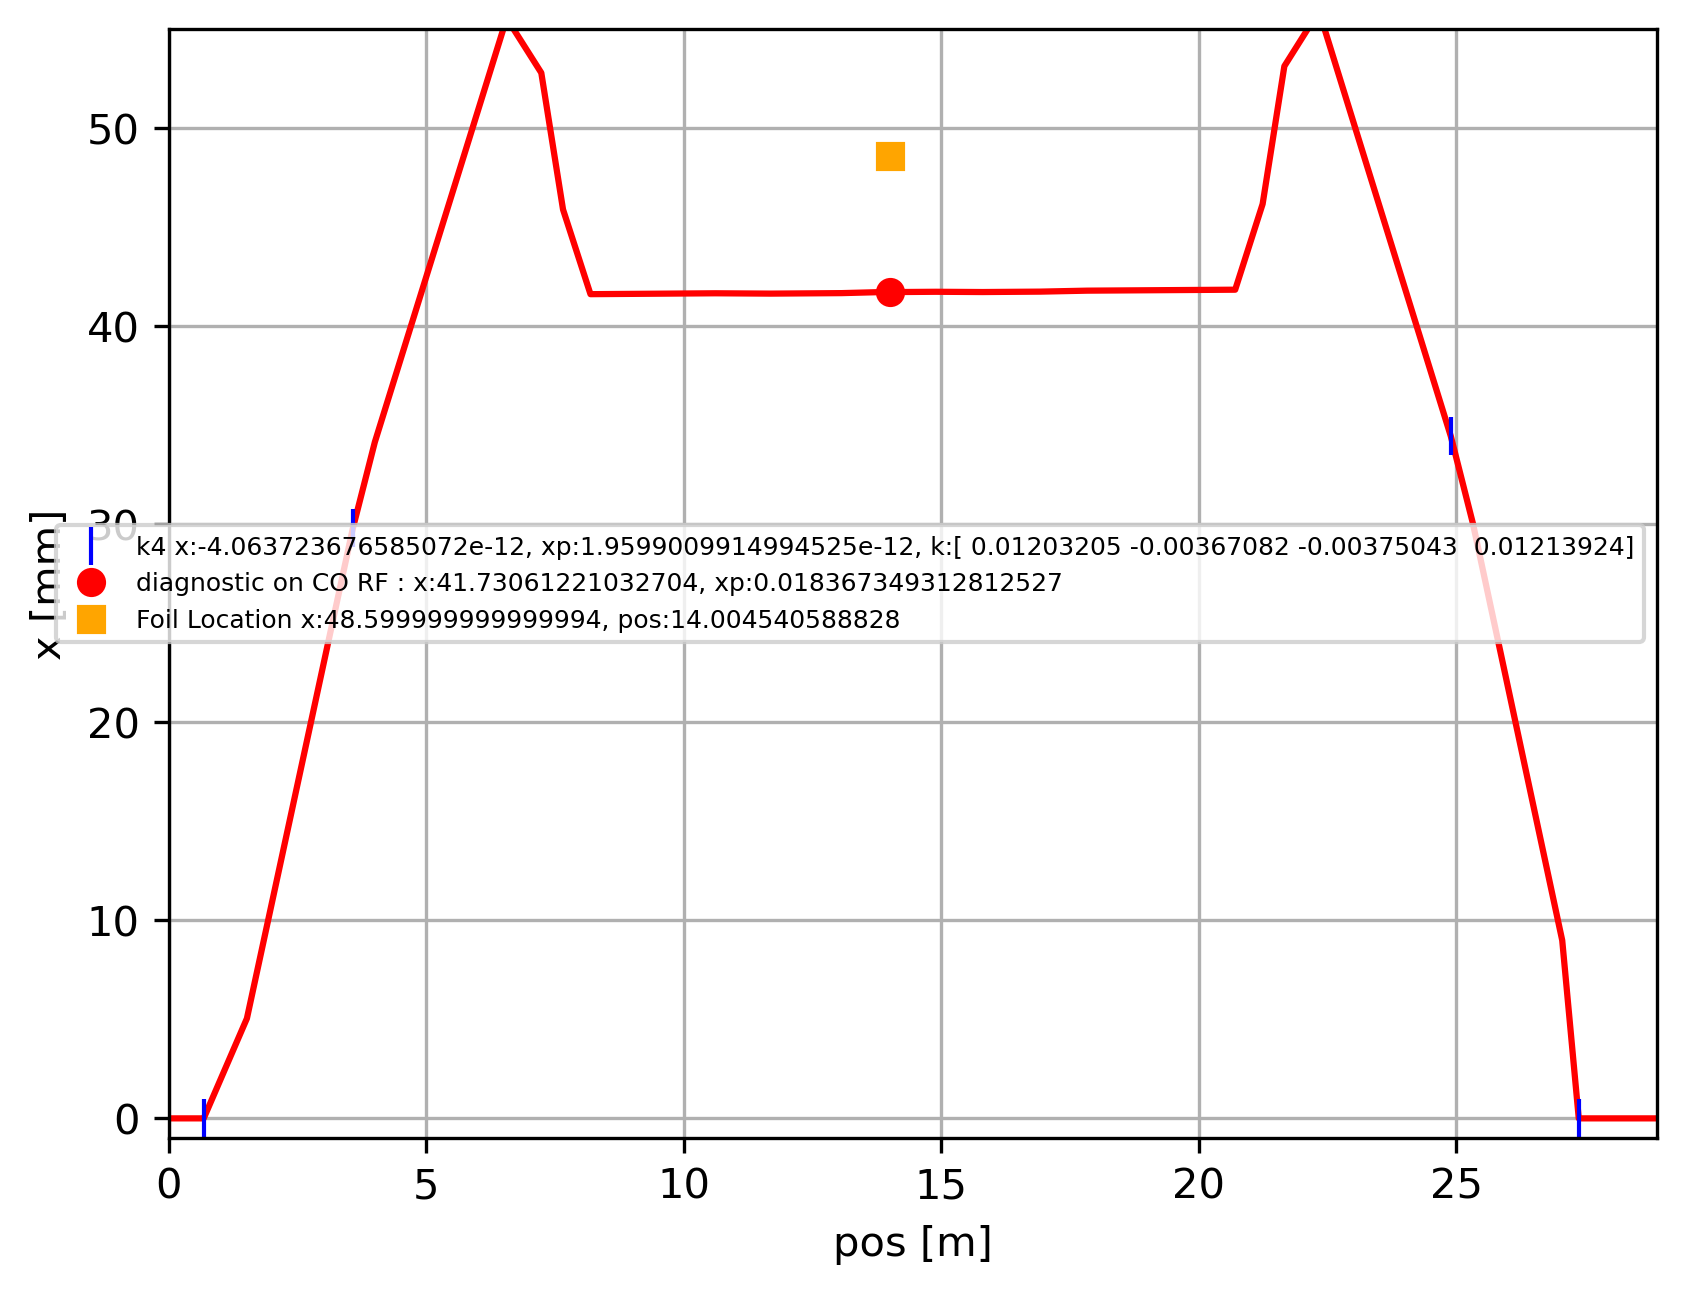 50
40
30
20
10
0
x [mm]
k4 x:-4.063723676585072e-12, xp:1.9599009914994525e-12, k:[ 0.01203205 -0.00367082 -0.00375043  0.01213924]
diagnostic on CO RF : x:41.73061221032704, xp:0.018367349312812527
Foil Location x:48.599999999999994, pos:14.004540588828
0 5 10 15 20 25
pos [m]